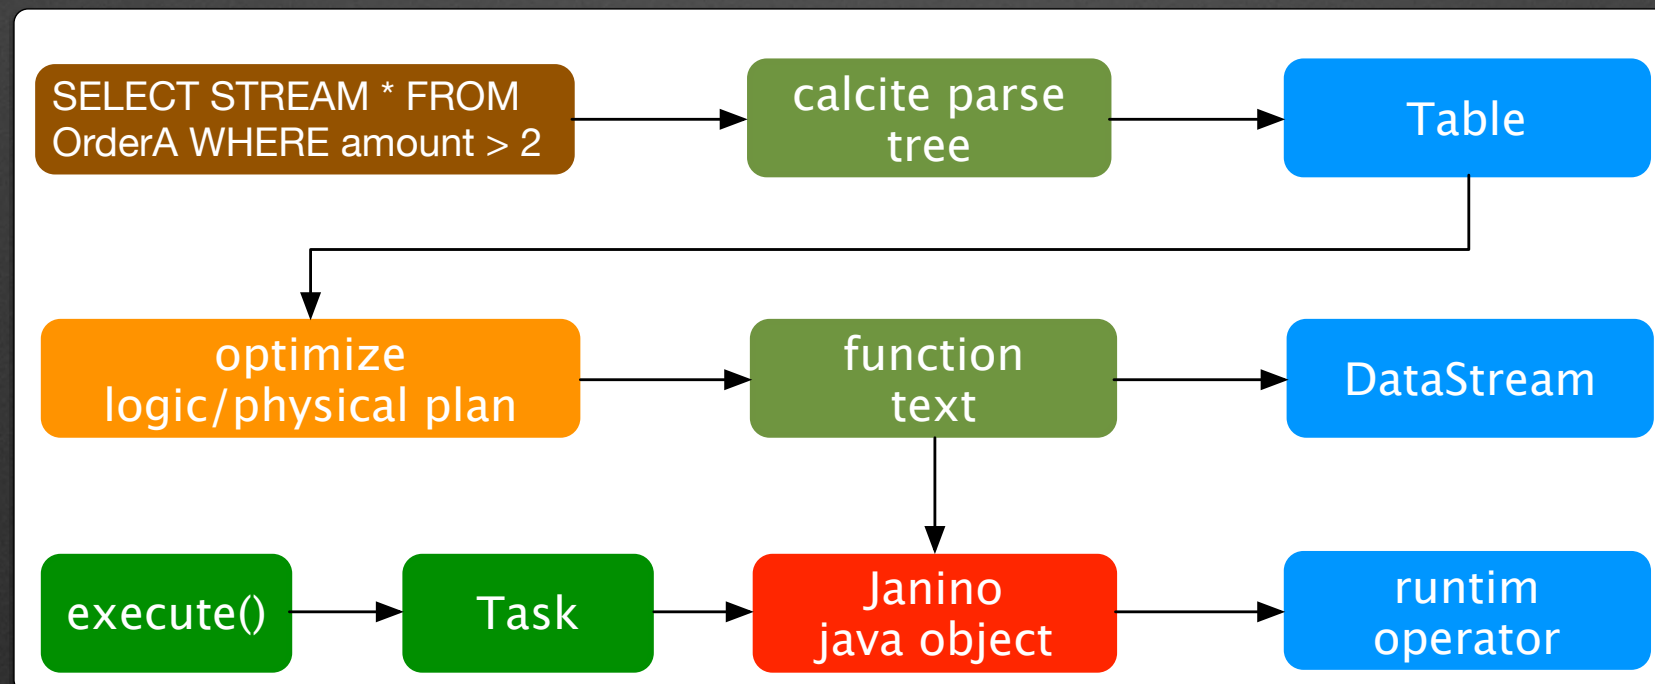 SELECT STREAM * FROM
OrderA WHERE amount > 2
calcite parse
tree
Table
optimize
logic/physical plan
function
text
DataStream
execute()
Task
Janino
java object
runtim
operator